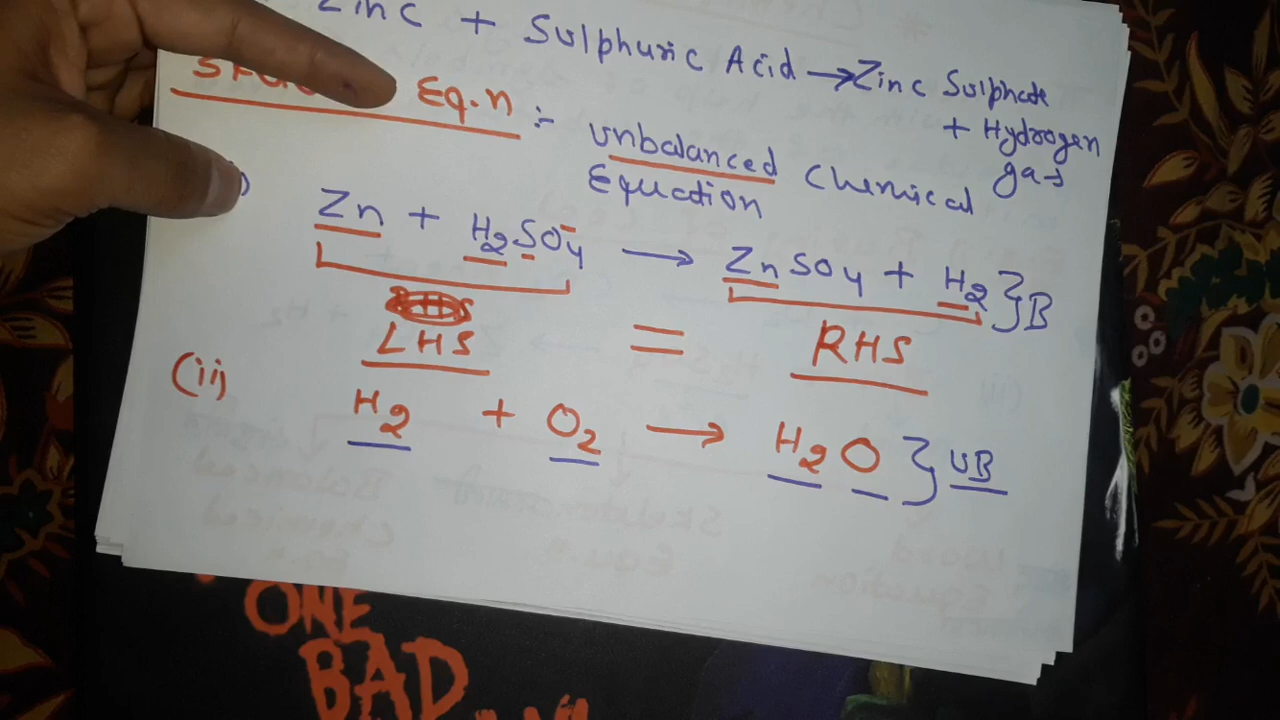 Zinc + Sulphuric Acid → Zinc Sulphate
+ Hydrogen
gas
Eq.n :- unbalanced Chemical
Equation
)
Zn + H2SO4 → ZnSO4 + H2 } B
LHS = RHS
(ii) H2 + O2 → H2O } UB
ONE
BAD